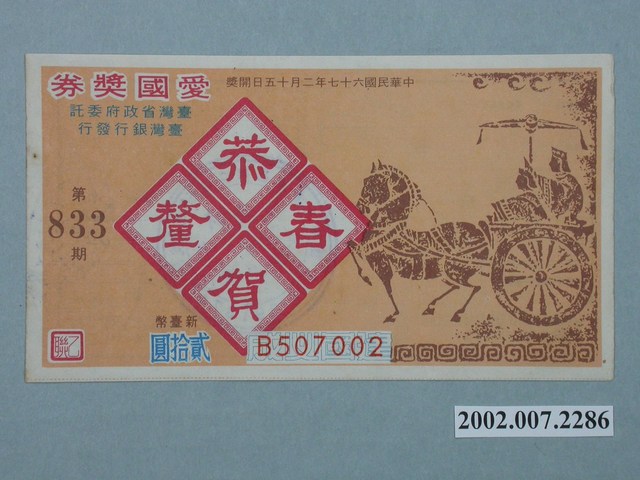 中華民國六十七年二月十五日開獎
愛國獎券
臺灣省政府委託
臺灣銀行發行
恭
賀
春
釐
第
833
期
新臺幣
貳拾圓
B507002
乙聯
2002.007.2286